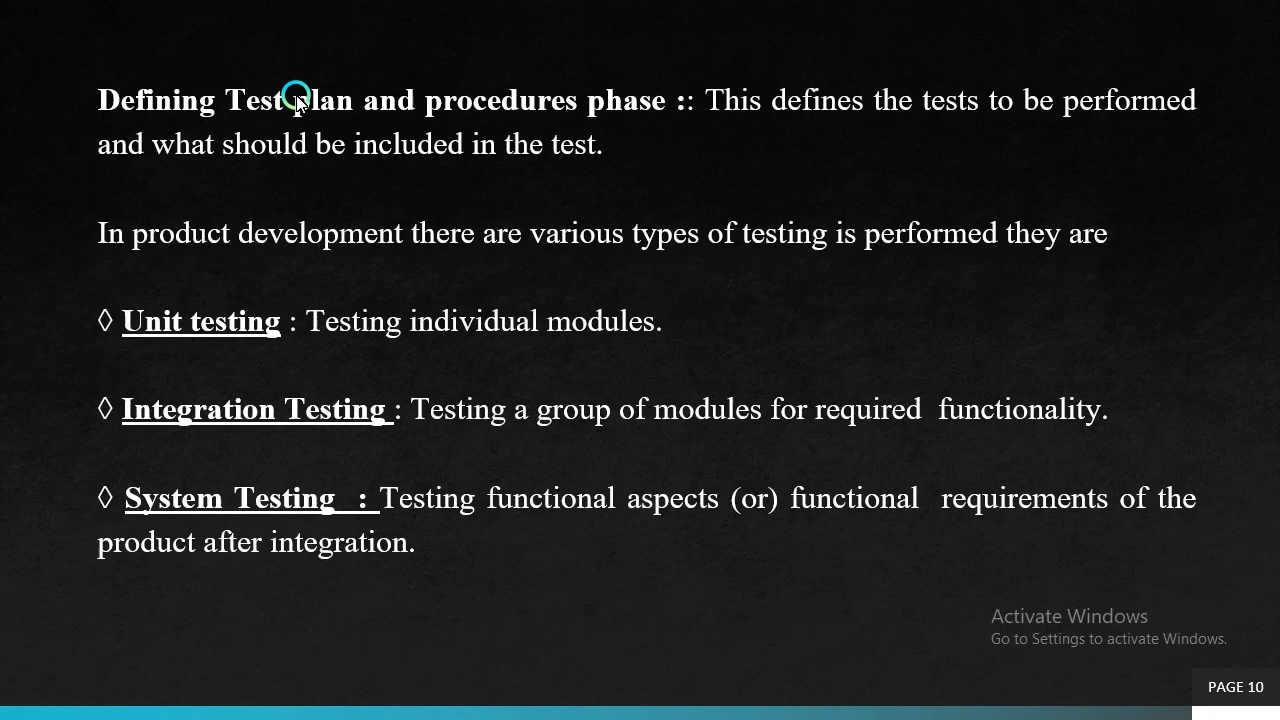 Defining Test plan and procedures phase :: This defines the tests to be performed
and what should be included in the test.
In product development there are various types of testing is performed they are
◊ Unit testing : Testing individual modules.
◊ Integration Testing : Testing a group of modules for required functionality.
◊ System Testing : Testing functional aspects (or) functional requirements of the
product after integration.
Activate Windows
Go to Settings to activate Windows.
PAGE 10